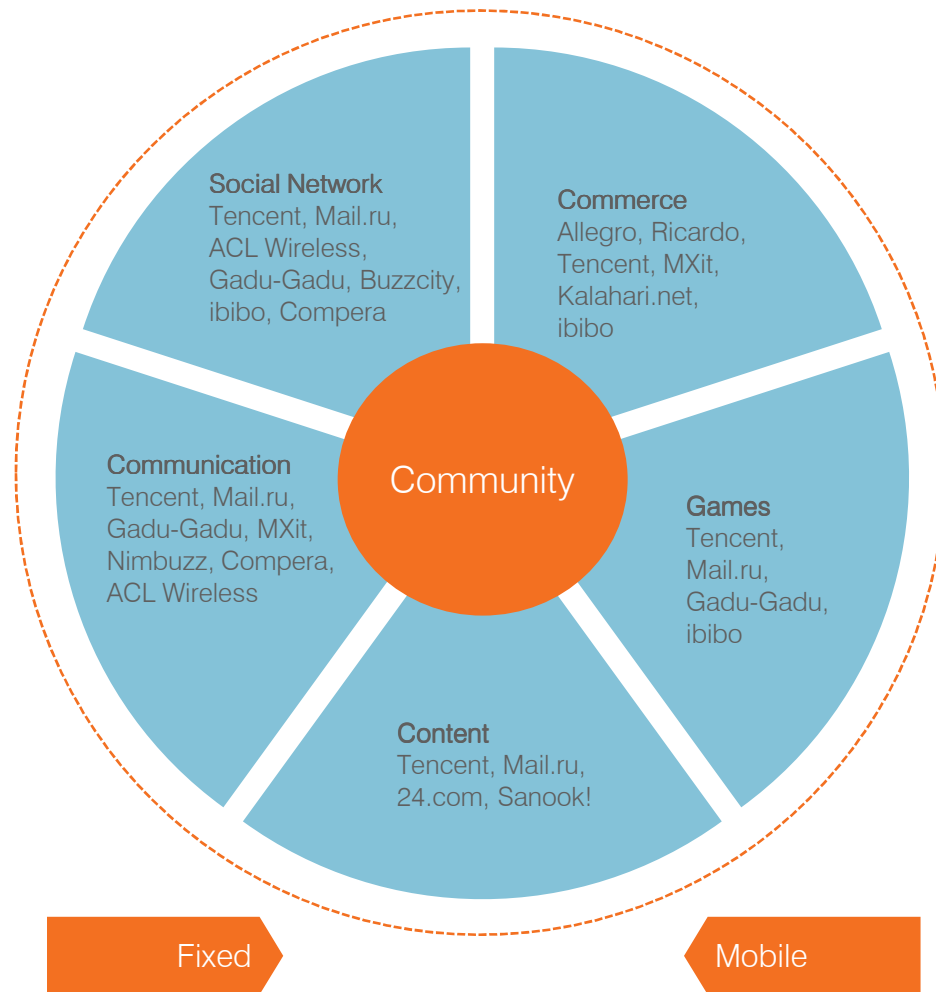 Social Network
Tencent, Mail.ru,
ACL Wireless,
Gadu-Gadu, Buzzcity,
ibibo, Compera
Commerce
Allegro, Ricardo,
Tencent, MXit,
Kalahari.net,
ibibo
Communication
Tencent, Mail.ru,
Gadu-Gadu, MXit,
Nimbuzz, Compera,
ACL Wireless
Community
Games
Tencent,
Mail.ru,
Gadu-Gadu,
ibibo
Content
Tencent, Mail.ru,
24.com, Sanook!
Fixed
Mobile